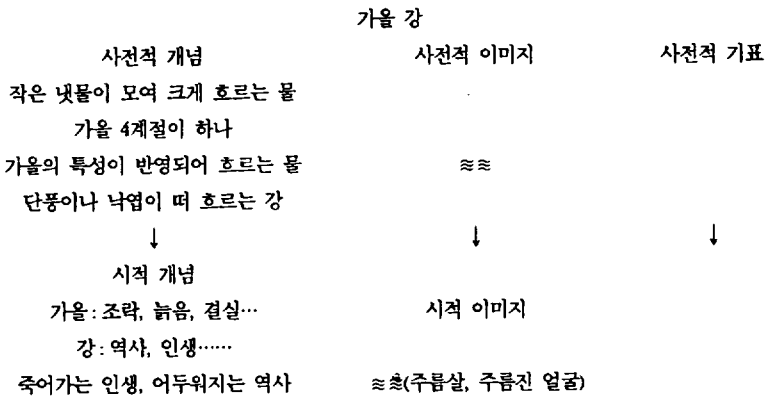 가을 강
사전적 개념 사전적 이미지 사전적 기표
작은 냇물이 모여 크게 흐르는 물
가을 4계절이 하나
가을의 특성이 반영되어 흐르는 물 ≋≋
단풍이나 낙엽이 떠 흐르는 강
↓ ↓ ↓
시적 개념
가을 : 조락, 늙음, 결실… 시적 이미지
강 : 역사, 인생……
죽어가는 인생, 어두워지는 역사 ≋≋(주름살, 주름진 얼굴)